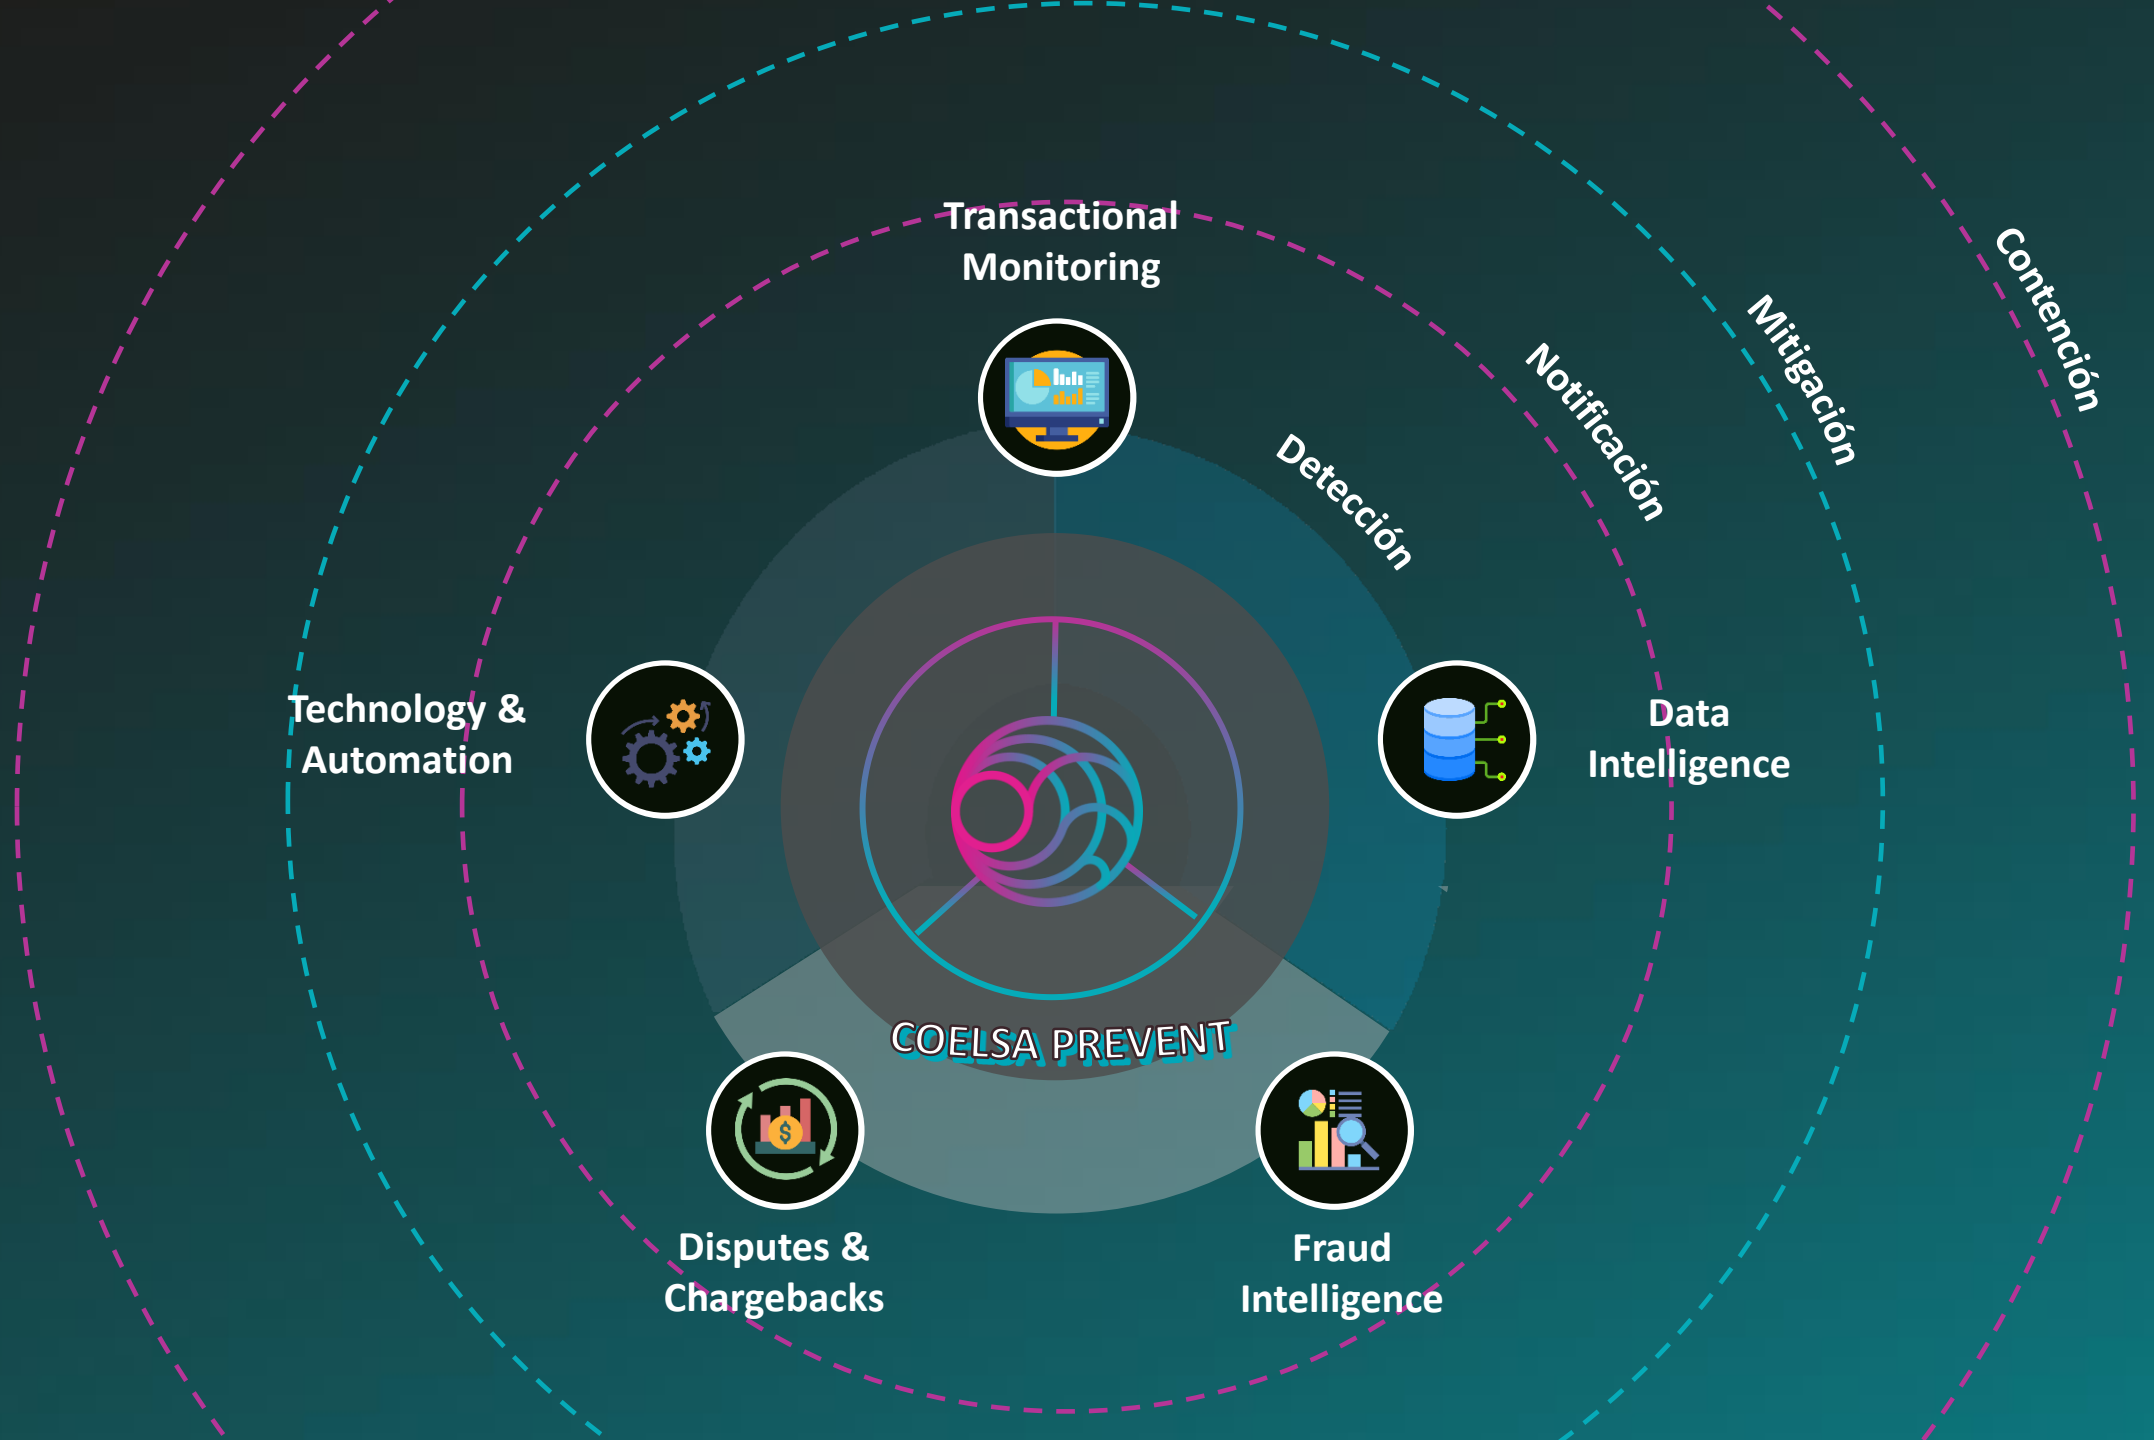 Transactional
Monitoring
Contención
Mitigación
Notificación
Detección
Technology &
Automation
Data
Intelligence
COELSA PREVENT
Disputes &
Chargebacks
Fraud
Intelligence
$